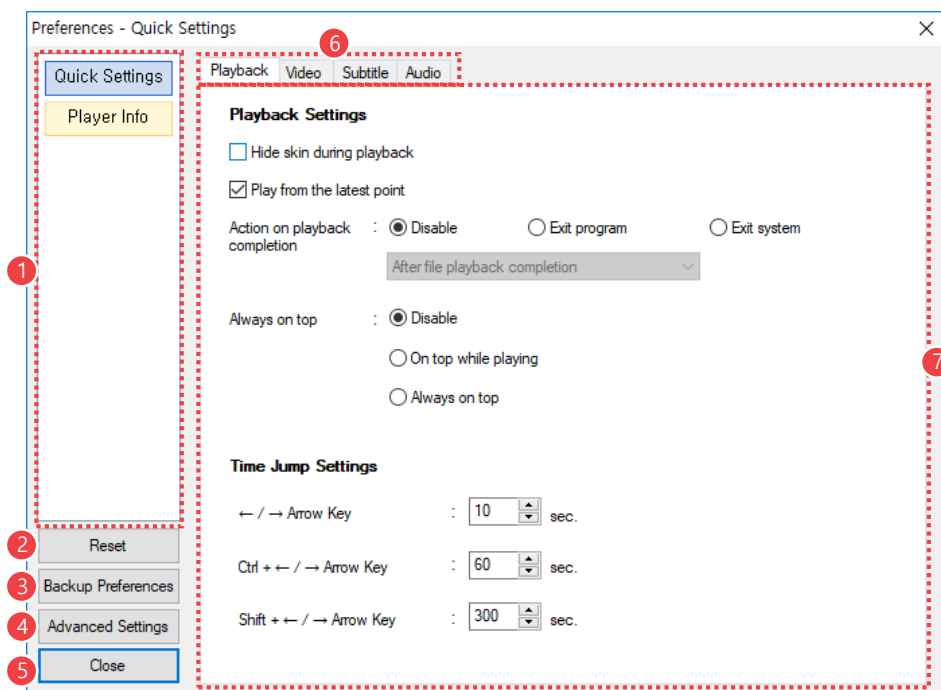 Preferences - Quick Settings
6
Quick Settings
Player Info
1
2
Reset
3
Backup Preferences
4
Advanced Settings
5
Close
Playback Video Subtitle Audio
Playback Settings
Hide skin during playback
Play from the latest point
Action on playback completion : Disable Exit program Exit system
After file playback completion
Always on top : Disable
On top while playing
Always on top
7
Time Jump Settings
← / → Arrow Key : 10 sec.
Ctrl + ← / → Arrow Key : 60 sec.
Shift + ← / → Arrow Key : 300 sec.